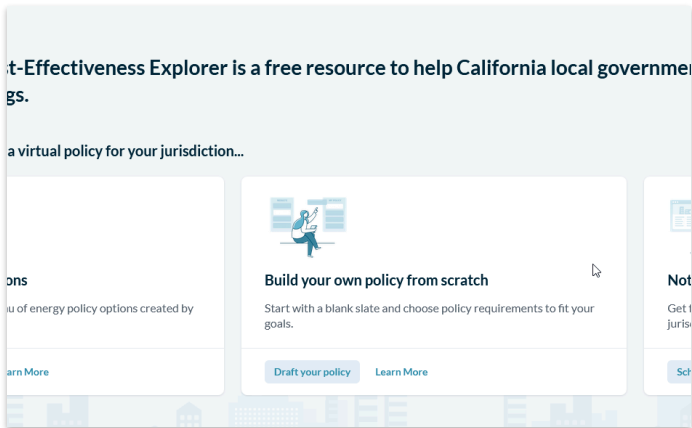 st-Effectiveness Explorer is a free resource to help California local governmen
gs.
a virtual policy for your jurisdiction...
ons
u of energy policy options created by
arn More
Build your own policy from scratch
Start with a blank slate and choose policy requirements to fit your
goals.
Draft your policy
Learn More
Not
Get f
juris
Sch